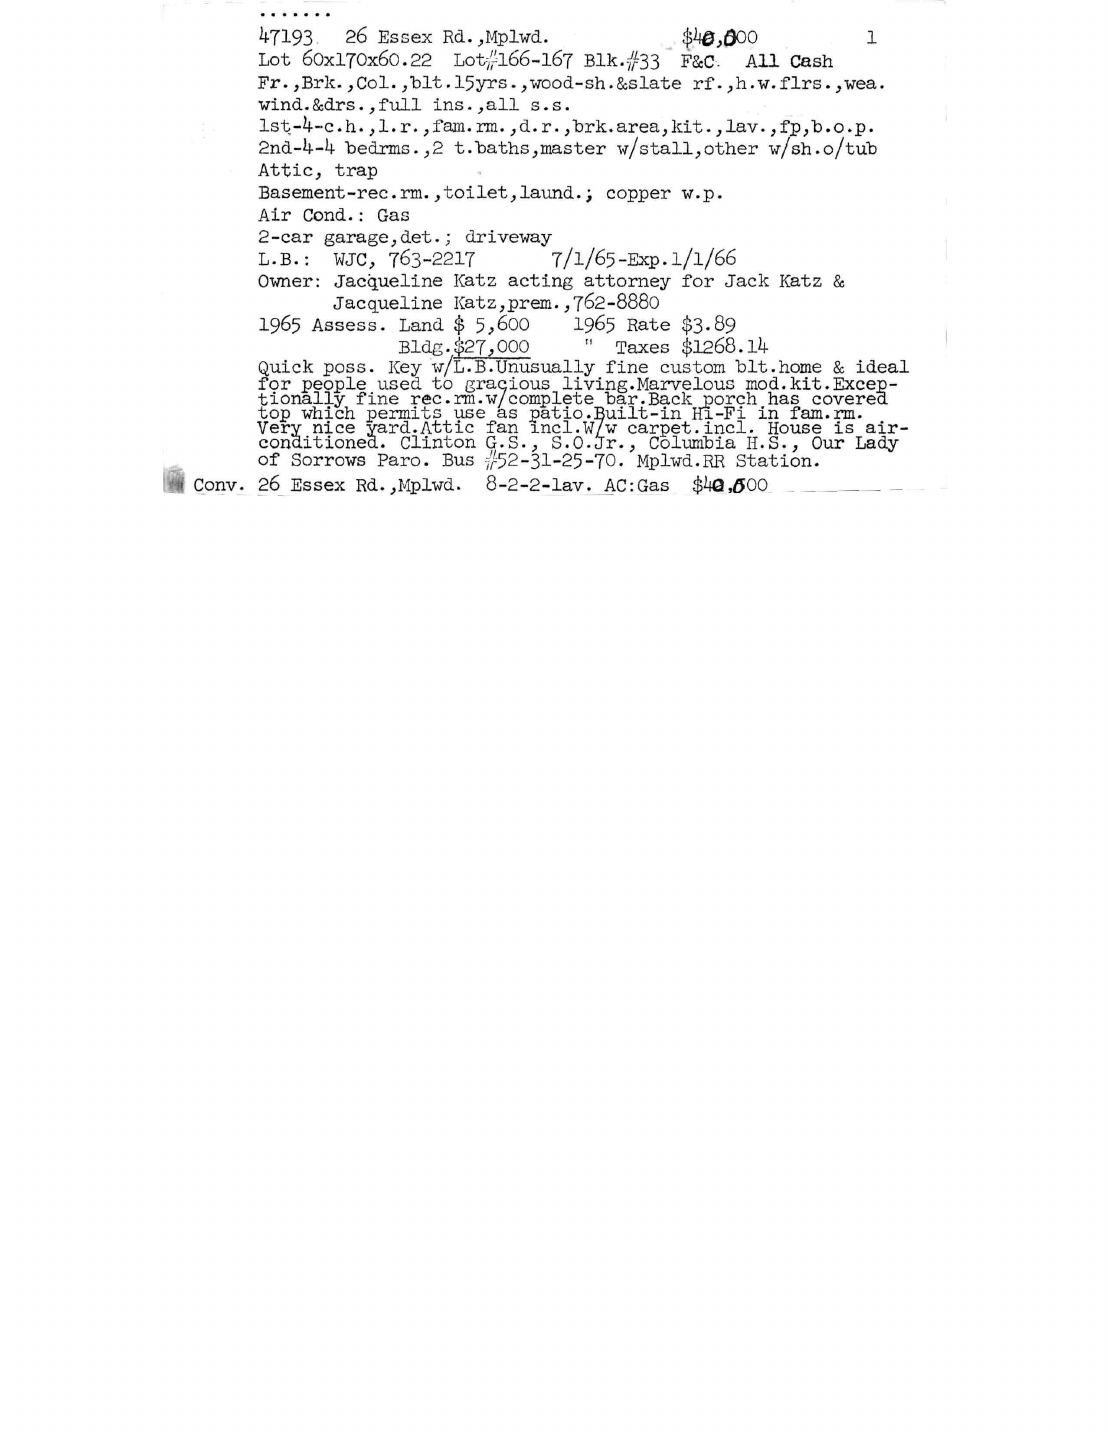 .......
47193 26 Essex Rd.,Mplwd. 1
Lot 60x170x60.22 Lot#166-167 Blk.#33 F&C. All Cash
Fr.,Brk.,Col.,blt.15yrs.,wood-sh.&slate rf.,h.w.flrs.,wea.
wind.&drs.,full ins.,all s.s.
1st-4-c.h.,l.r.,fam.rm.,d.r.,brk.area,kit.,lav.,fp,b.o.p.
2nd-4-4 bedrms.,2 t.baths,master w/stall,other w/sh.o/tub
Attic, trap
Basement-rec.rm.,toilet,laund.; copper w.p.
Air Cond.: Gas
2-car garage,det.; driveway
L.B.: WJC, 763-2217 7/1/65-Exp.1/1/66
Owner: Jacqueline Katz acting attorney for Jack Katz &
Jacqueline Katz,prem.,762-8880
1965 Assess. Land $ 5,600 1965 Rate $3.89
Bldg.$27,000 " Taxes $1268.14
Quick poss. Key w/L.B.Unusually fine custom blt.home & ideal
for people used to gracious living.Marvelous mod.kit.Excep-
tionally fine rec.rm.w/complete bar.Back porch has covered
top which permits use as patio.Built-in Hi-Fi in fam.rm.
Very nice yard.Attic fan incl.W/w carpet.incl. House is air-
conditioned. Clinton G.S., S.O.Jr., Columbia H.S., Our Lady
of Sorrows Paro. Bus #52-31-25-70. Mplwd.RR Station.
Conv. 26 Essex Rd.,Mplwd. 8-2-2-lav. AC:Gas